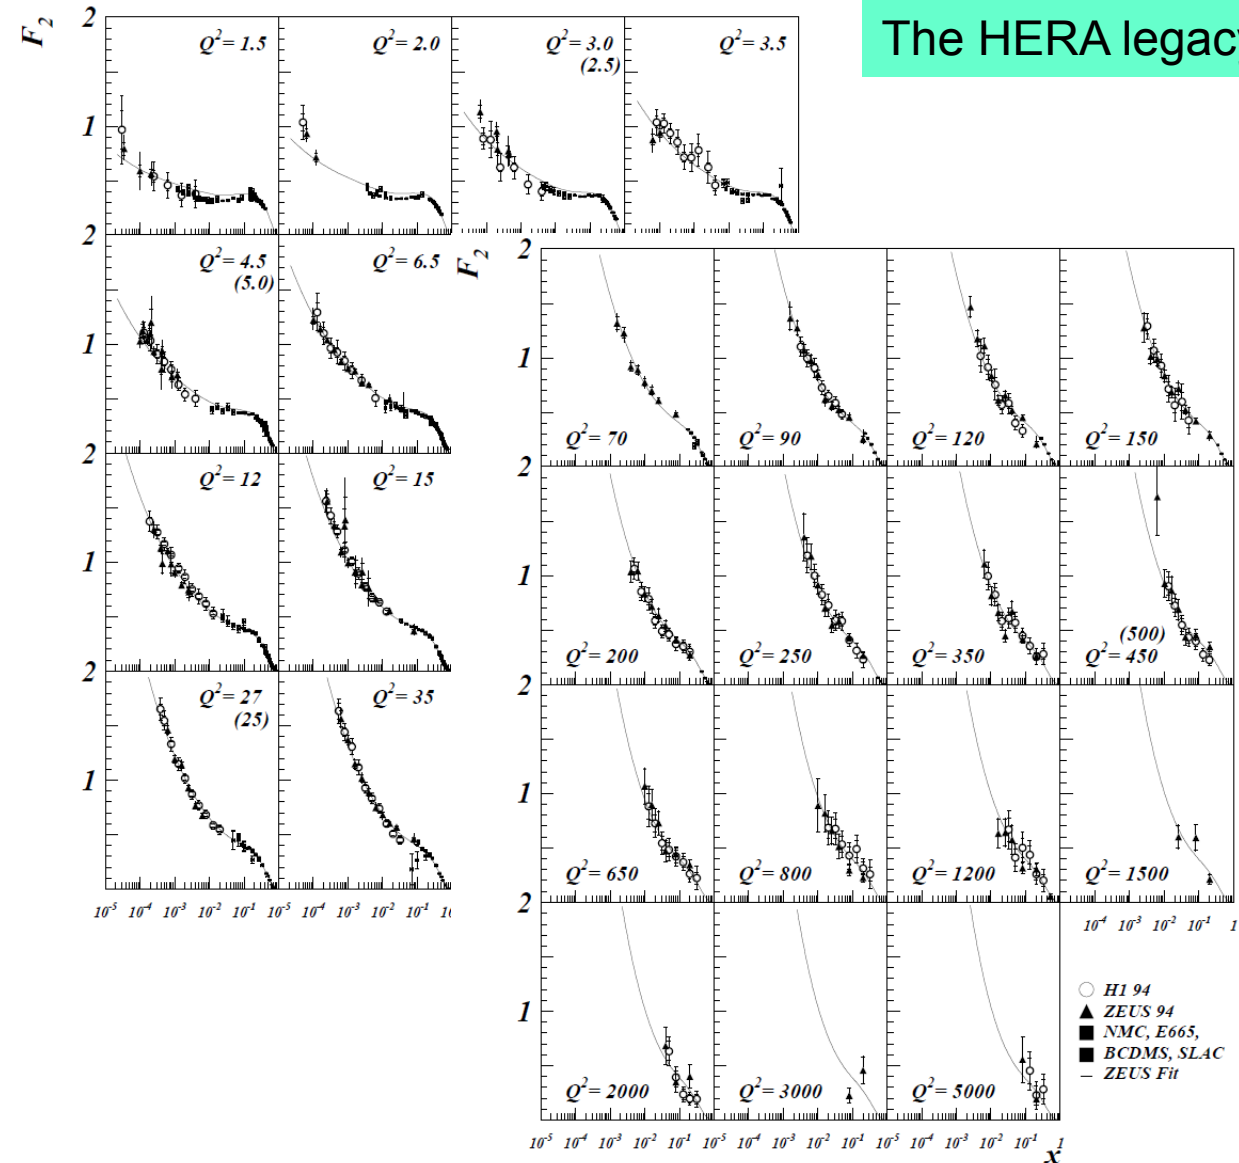 The HERA legacy
F2
2
Q2= 1.5
Q2= 2.0
Q2= 3.0
(2.5)
Q2= 3.5
1
2
Q2= 4.5
(5.0)
Q2= 6.5
1
2
Q2= 12
Q2= 15
1
2
Q2= 27
(25)
Q2= 35
1
10-5 10-4 10-3 10-2 10-1 10-5 10-4 10-3 10-2 10-1
F2
2
1
Q2= 70
Q2= 90
Q2= 120
Q2= 150
2
1
Q2= 200
Q2= 250
Q2= 350
(500)
Q2= 450
2
1
Q2= 650
Q2= 800
Q2= 1200
Q2= 1500
10-4 10-3 10-2 10-1 1
2
1
Q2= 2000
Q2= 3000
Q2= 5000
10-5 10-4 10-3 10-2 10-1 10-5 10-4 10-3 10-2 10-1 10-5 10-4 10-3 10-2 10-1 1
x
H1 94
ZEUS 94
NMC, E665,
BCDMS, SLAC
ZEUS Fit